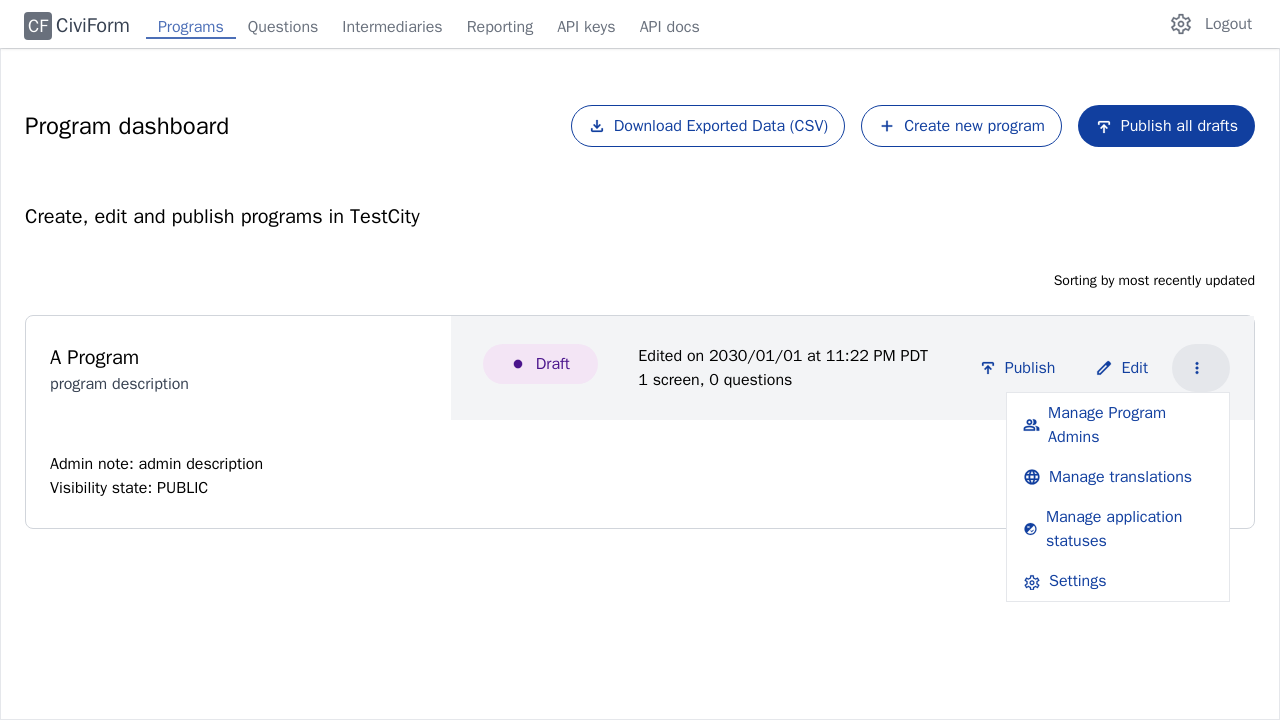 CF CiviForm Programs Questions Intermediaries Reporting API keys API docs Logout
Program dashboard Download Exported Data (CSV) Create new program Publish all drafts
Create, edit and publish programs in TestCity
Sorting by most recently updated
A Program
program description
Draft
Edited on 2030/01/01 at 11:22 PM PDT
1 screen, 0 questions
Publish
Edit
Manage Program
Admins
Manage translations
Manage application
statuses
Settings
Admin note: admin description
Visibility state: PUBLIC